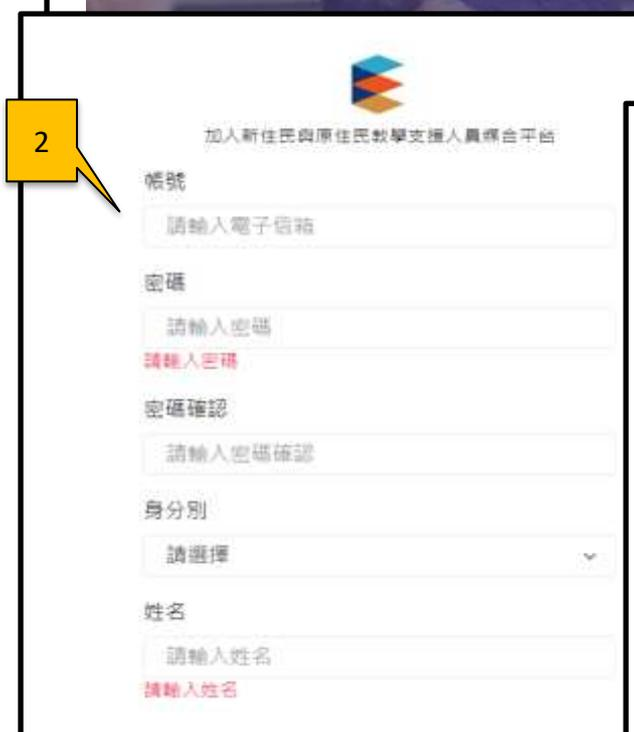 2
加入新住民與原住民教學支援人員媒合平台
帳號
請輸入電子信箱
密碼
請輸入密碼
請輸入密碼
密碼確認
請輸入密碼確認
身分別
請選擇
姓名
請輸入姓名
請輸入姓名